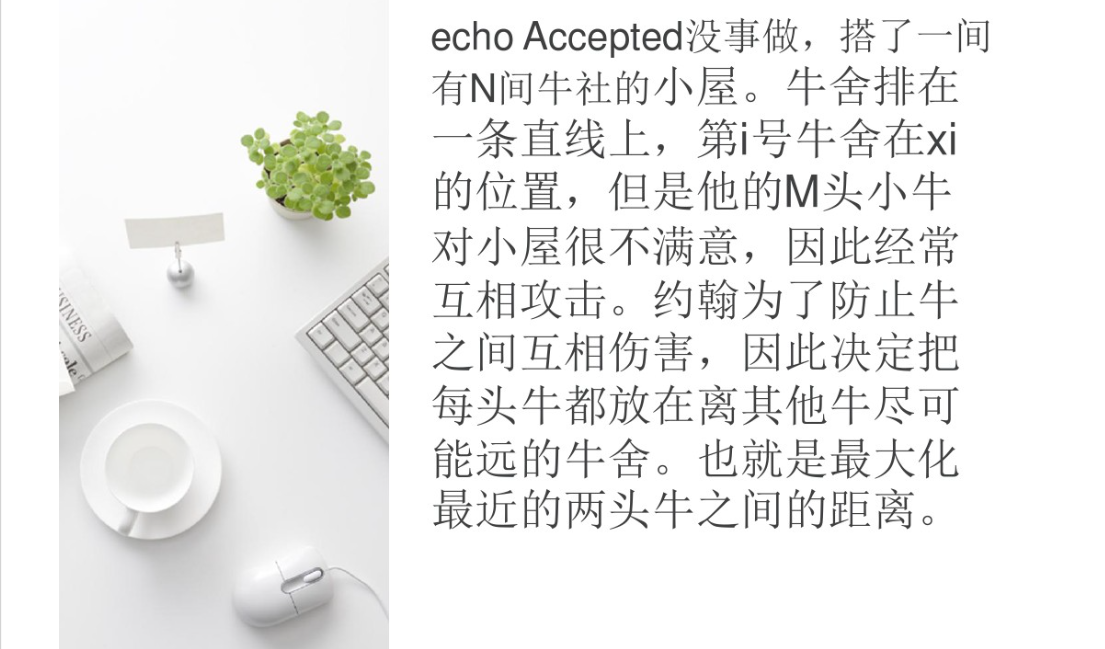 echo Accepted没事做，搭了一间
有N间牛社的小屋。牛舍排在
一条直线上，第i号牛舍在xi
的位置，但是他的M头小牛
对小屋很不满意，因此经常
互相攻击。约翰为了防止牛
之间互相伤害，因此决定把
每头牛都放在离其他牛尽可
能远的牛舍。也就是最大化
最近的两头牛之间的距离。